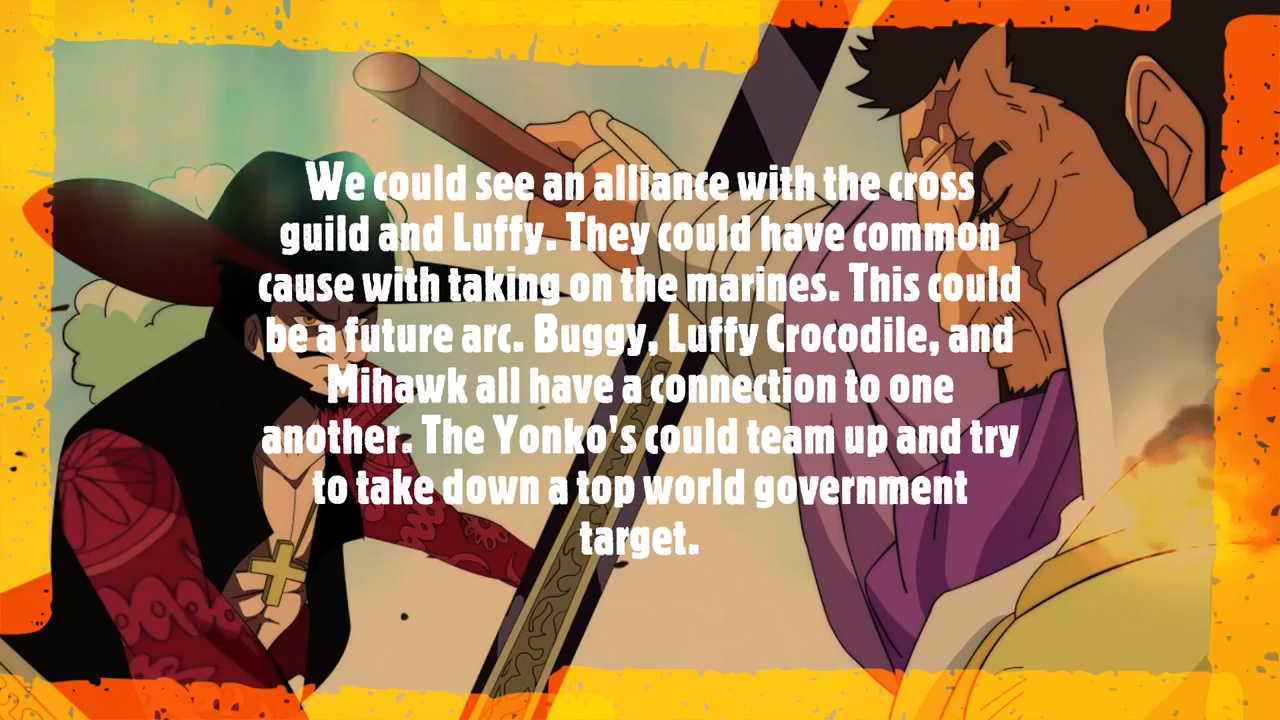 We could see an alliance with the cross
guild and Luffy. They could have common
cause with taking on the marines. This could
be a future arc. Buggy, Luffy Crocodile, and
Mihawk all have a connection to one
another. The Yonko's could team up and try
to take down a top world government
target.